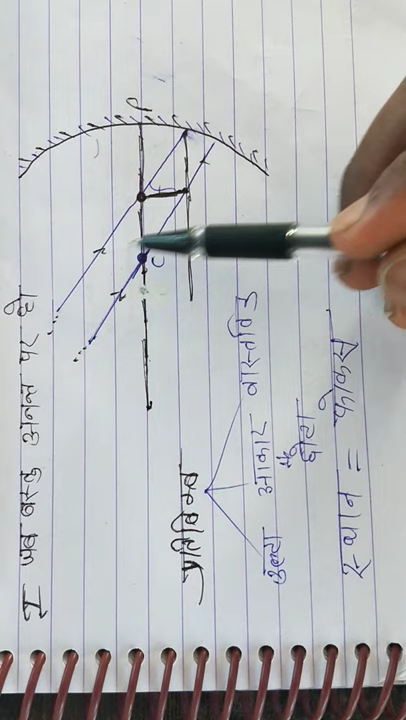 I जब वस्तु अनन्त पर हो।
P
F
C
प्रतिविम्ब
उल्टा आकार में छोटा वास्तविक
स्थान = फोकस